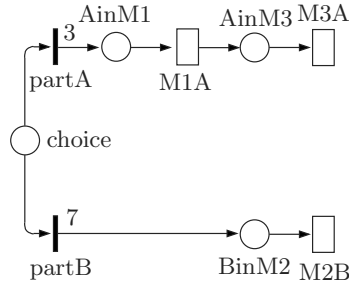 AinM1
AinM3
M3A
3
partA
M1A
choice
7
partB
BinM2
M2B